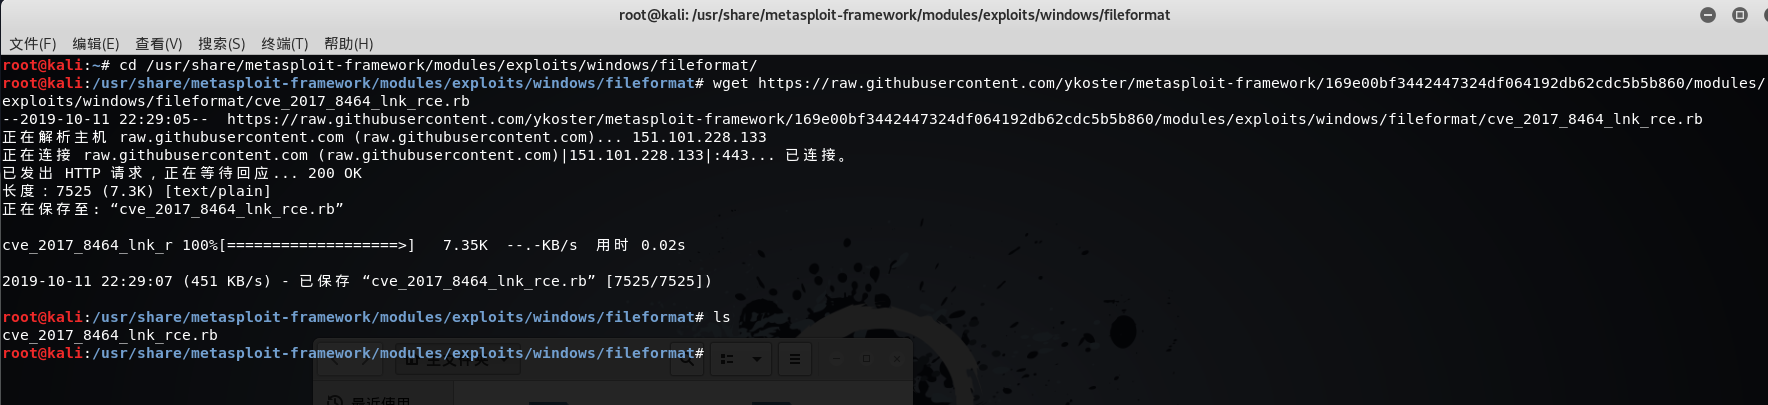 root@kali: /usr/share/metasploit-framework/modules/exploits/windows/fileformat
文件(F) 编辑(E) 查看(V) 搜索(S) 终端(T) 帮助(H)
root@kali:~# cd /usr/share/metasploit-framework/modules/exploits/windows/fileformat/
root@kali:/usr/share/metasploit-framework/modules/exploits/windows/fileformat# wget https://raw.githubusercontent.com/ykoster/metasploit-framework/169e00bf3442447324df064192db62cdc5b5b860/modules/
exploits/windows/fileformat/cve_2017_8464_lnk_rce.rb
--2019-10-11 22:29:05--  https://raw.githubusercontent.com/ykoster/metasploit-framework/169e00bf3442447324df064192db62cdc5b5b860/modules/exploits/windows/fileformat/cve_2017_8464_lnk_rce.rb
正在解析主机 raw.githubusercontent.com (raw.githubusercontent.com)... 151.101.228.133
正在连接 raw.githubusercontent.com (raw.githubusercontent.com)|151.101.228.133|:443... 已连接。
已发出 HTTP 请求，正在等待回应... 200 OK
长度：7525 (7.3K) [text/plain]
正在保存至: “cve_2017_8464_lnk_rce.rb”
cve_2017_8464_lnk_r 100%[===================>]   7.35K  --.-KB/s  用时 0.02s
2019-10-11 22:29:07 (451 KB/s) - 已保存 “cve_2017_8464_lnk_rce.rb” [7525/7525])
root@kali:/usr/share/metasploit-framework/modules/exploits/windows/fileformat# ls
cve_2017_8464_lnk_rce.rb
root@kali:/usr/share/metasploit-framework/modules/exploits/windows/fileformat#
主文件夹
最近使用